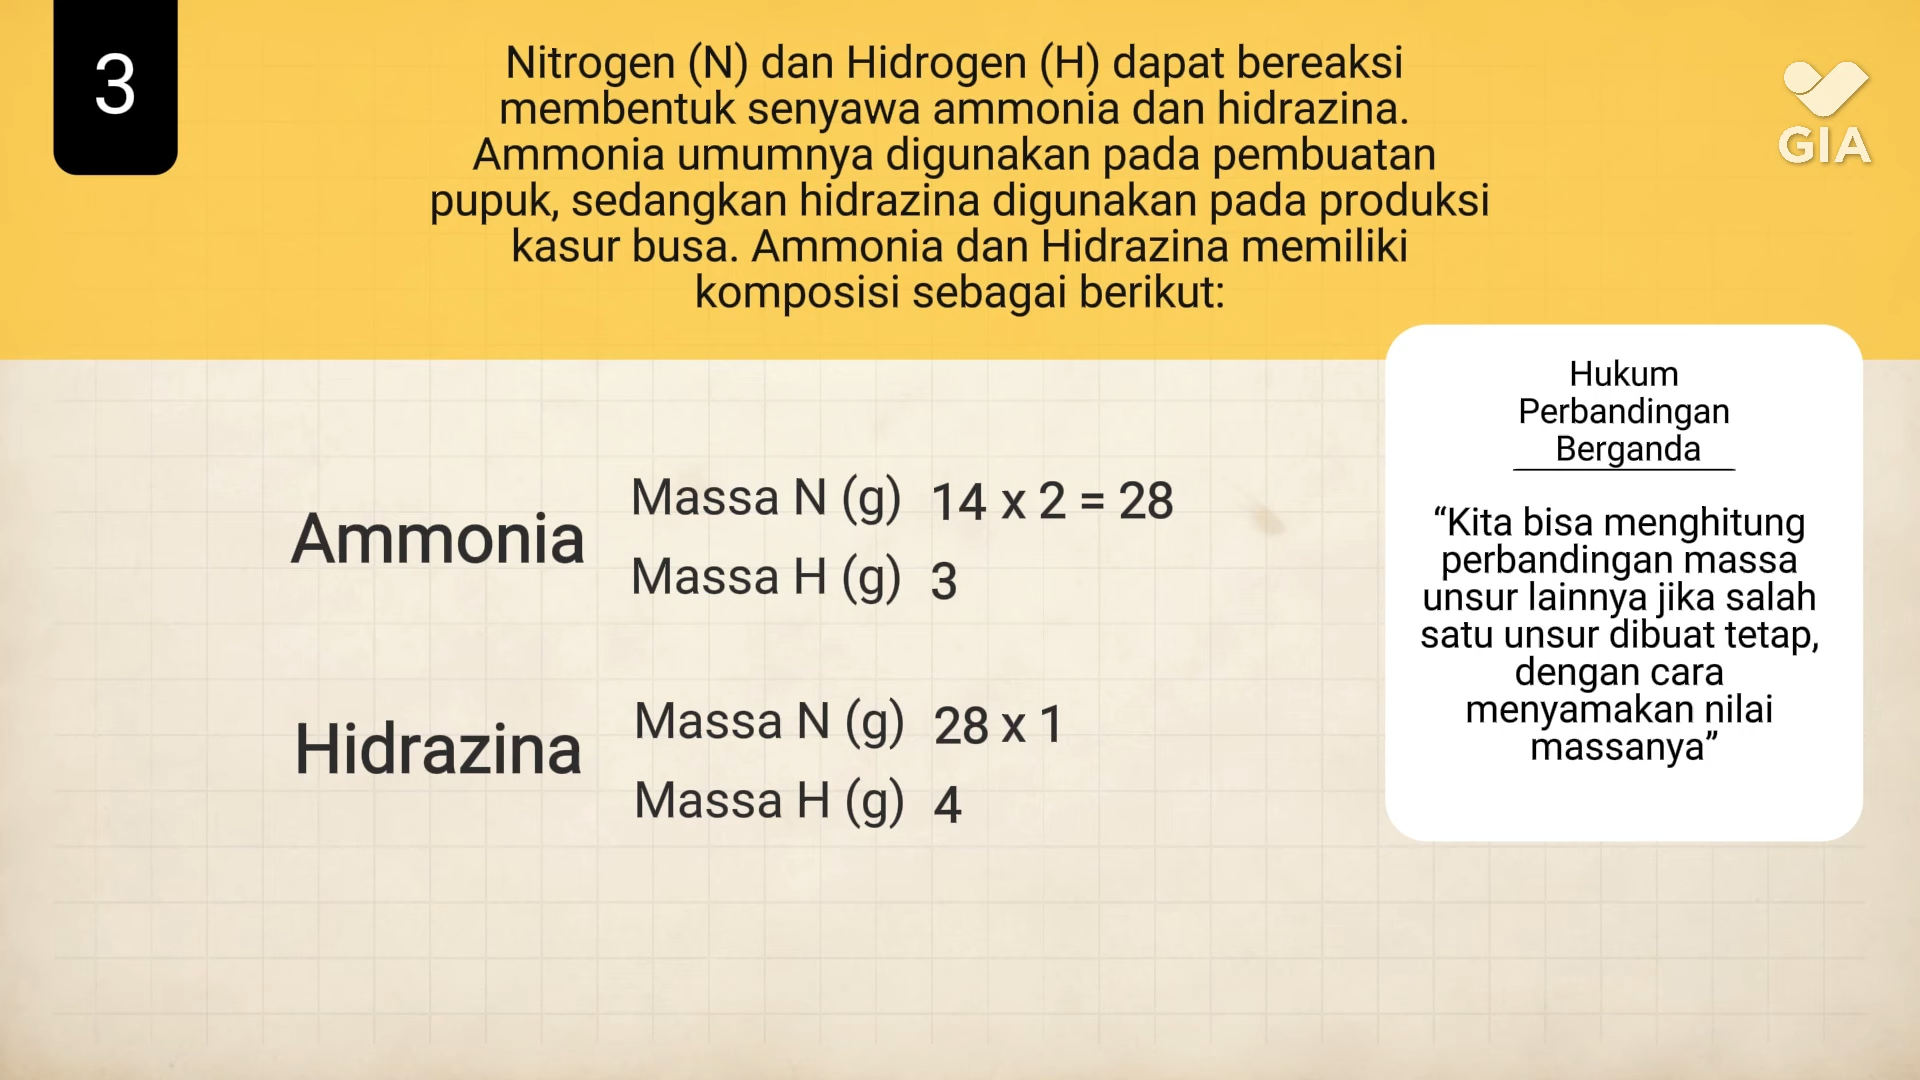 3
Nitrogen (N) dan Hidrogen (H) dapat bereaksi
membentuk senyawa ammonia dan hidrazina.
Ammonia umumnya digunakan pada pembuatan
pupuk, sedangkan hidrazina digunakan pada produksi
kasur busa. Ammonia dan Hidrazina memiliki
komposisi sebagai berikut:
GIA
Ammonia
Massa N (g) 14 x 2 = 28
Massa H (g) 3
Hidrazina
Massa N (g) 28 x 1
Massa H (g) 4
Hukum
Perbandingan
Berganda
“Kita bisa menghitung
perbandingan massa
unsur lainnya jika salah
satu unsur dibuat tetap,
dengan cara
menyamakan nilai
massanya”